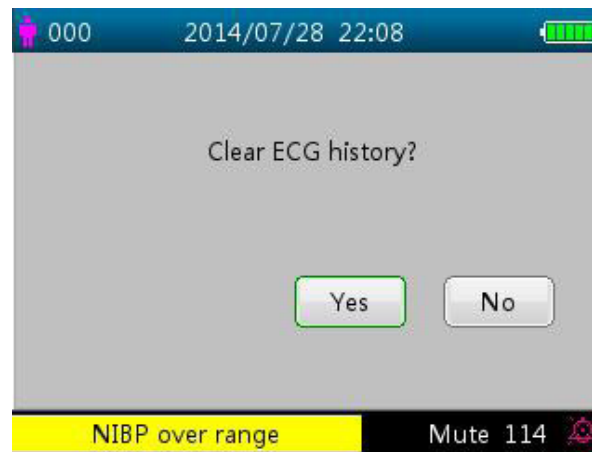 000 2014/07/28 22:08
Clear ECG history?
Yes No
NIBP over range Mute 114